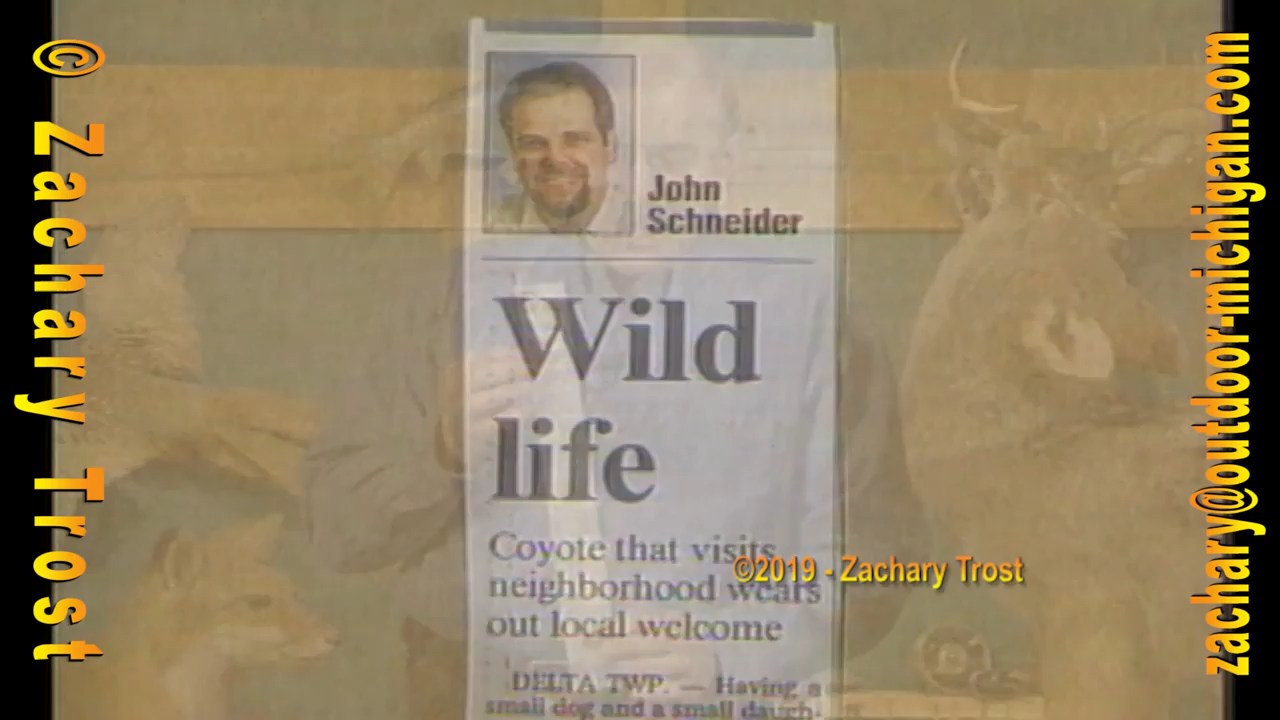 © Zachary Trost
John
Schneider
Wild
life
Coyote that visits
neighborhood wears
out local welcome
DELTA TWP. — Having a
small dog and a small daugh-
©2019 - Zachary Trost
zachary@outdoor-michigan.com